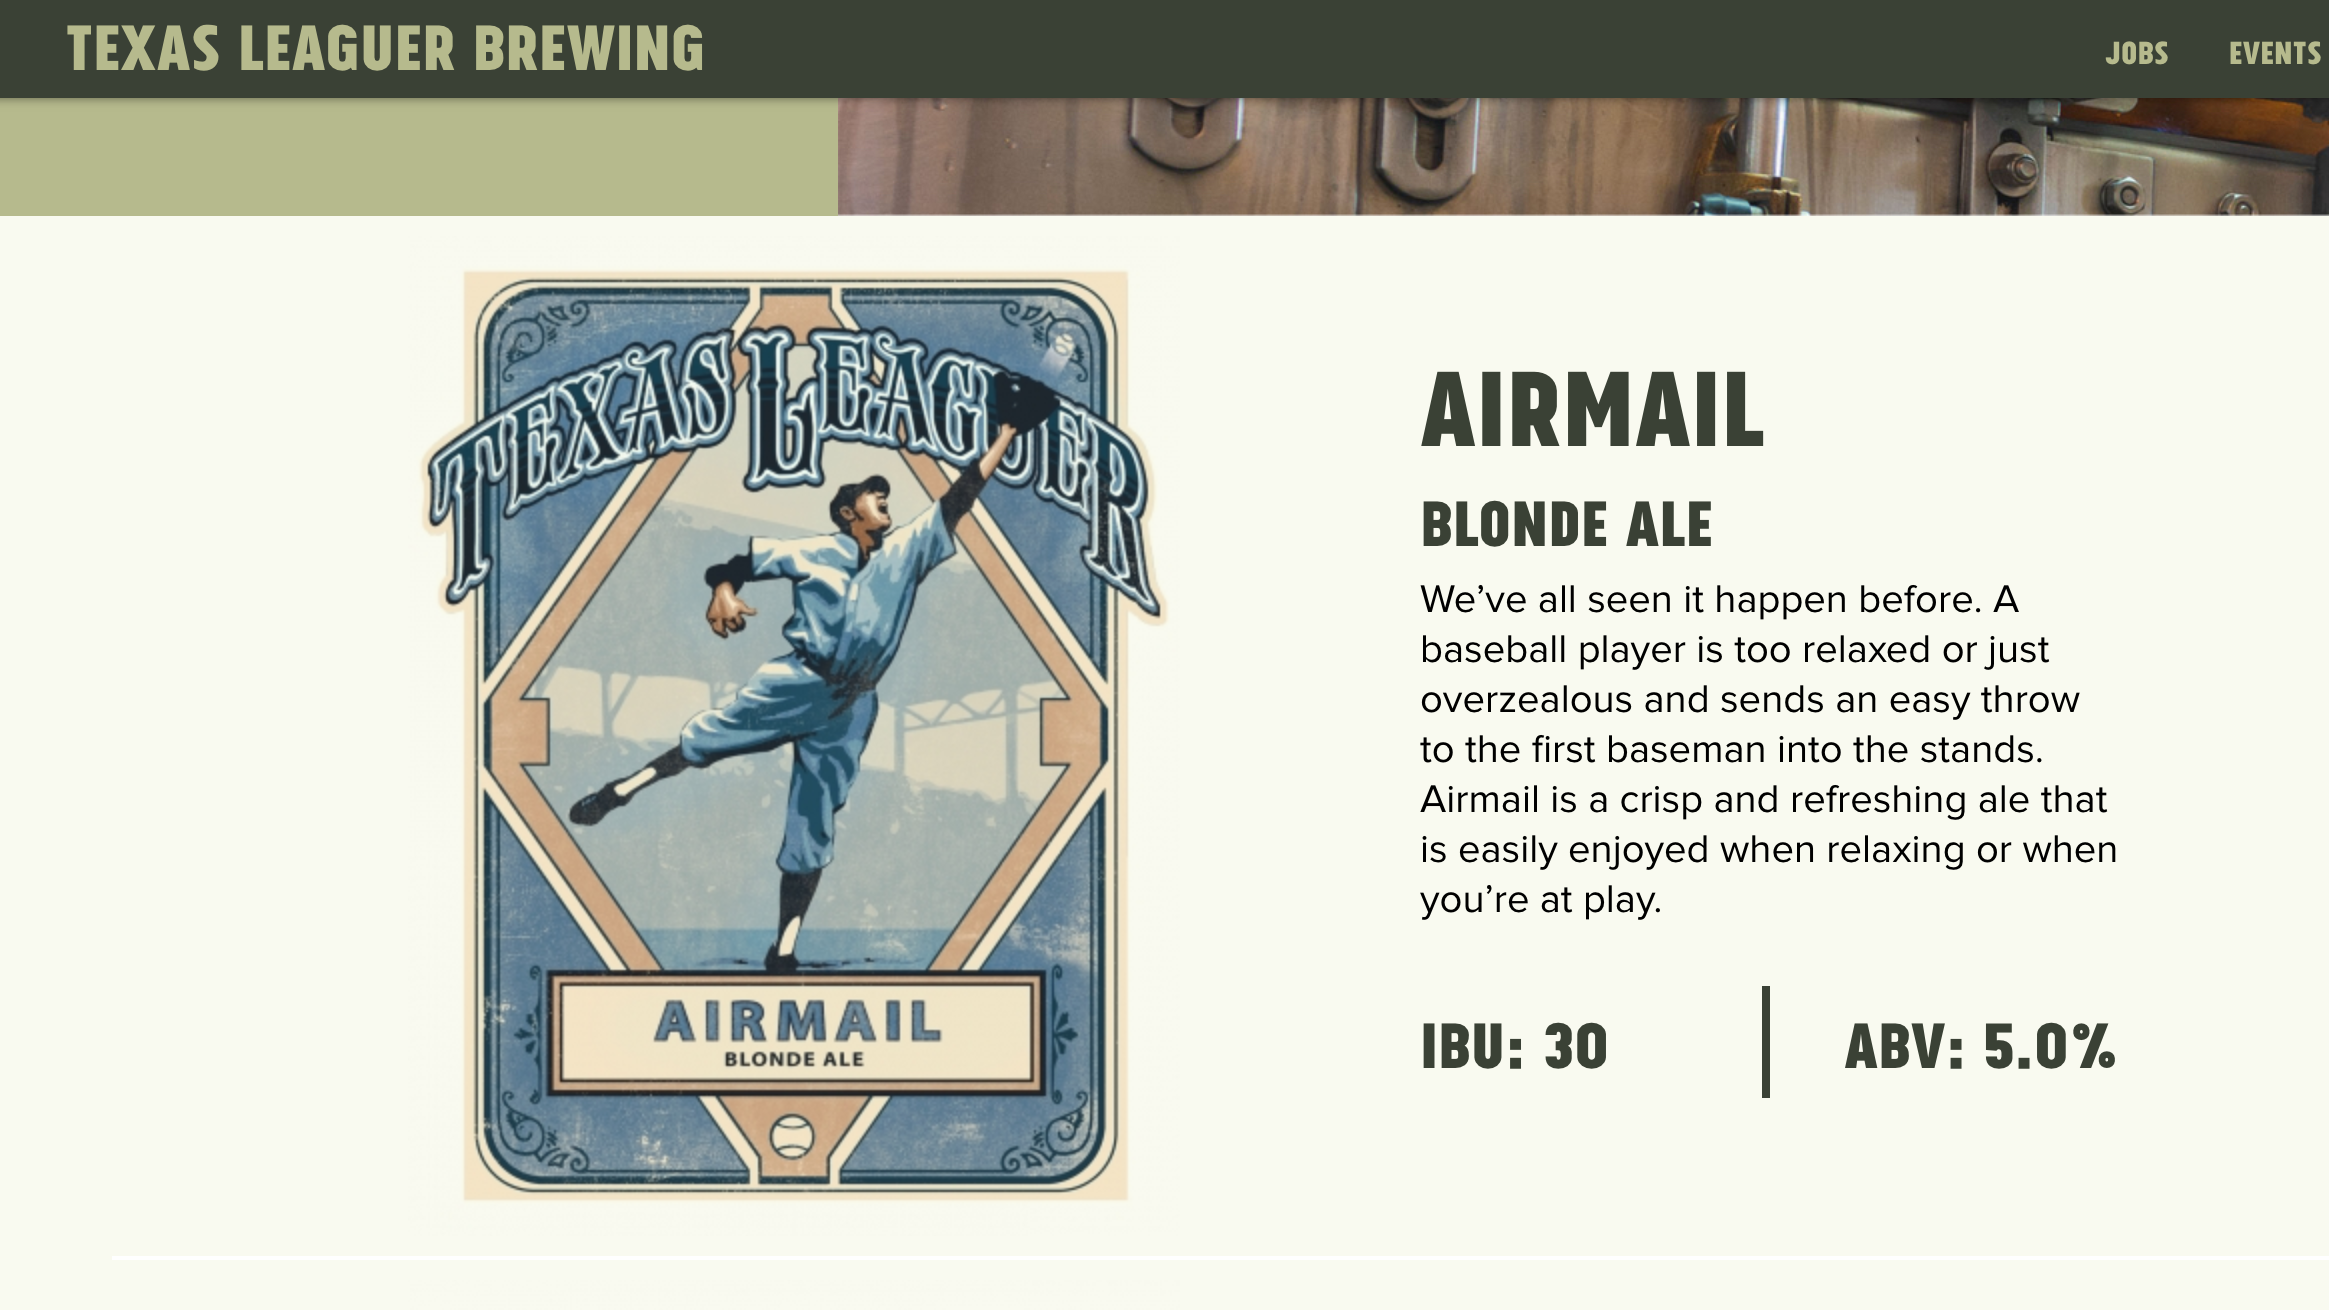 TEXAS LEAGUER BREWING
JOBS
EVENTS
TEXAS LEAGUER
AIRMAIL
BLONDE ALE
AIRMAIL
BLONDE ALE
We’ve all seen it happen before. A
baseball player is too relaxed or just
overzealous and sends an easy throw
to the first baseman into the stands.
Airmail is a crisp and refreshing ale that
is easily enjoyed when relaxing or when
you’re at play.
IBU: 30
ABV: 5.0%